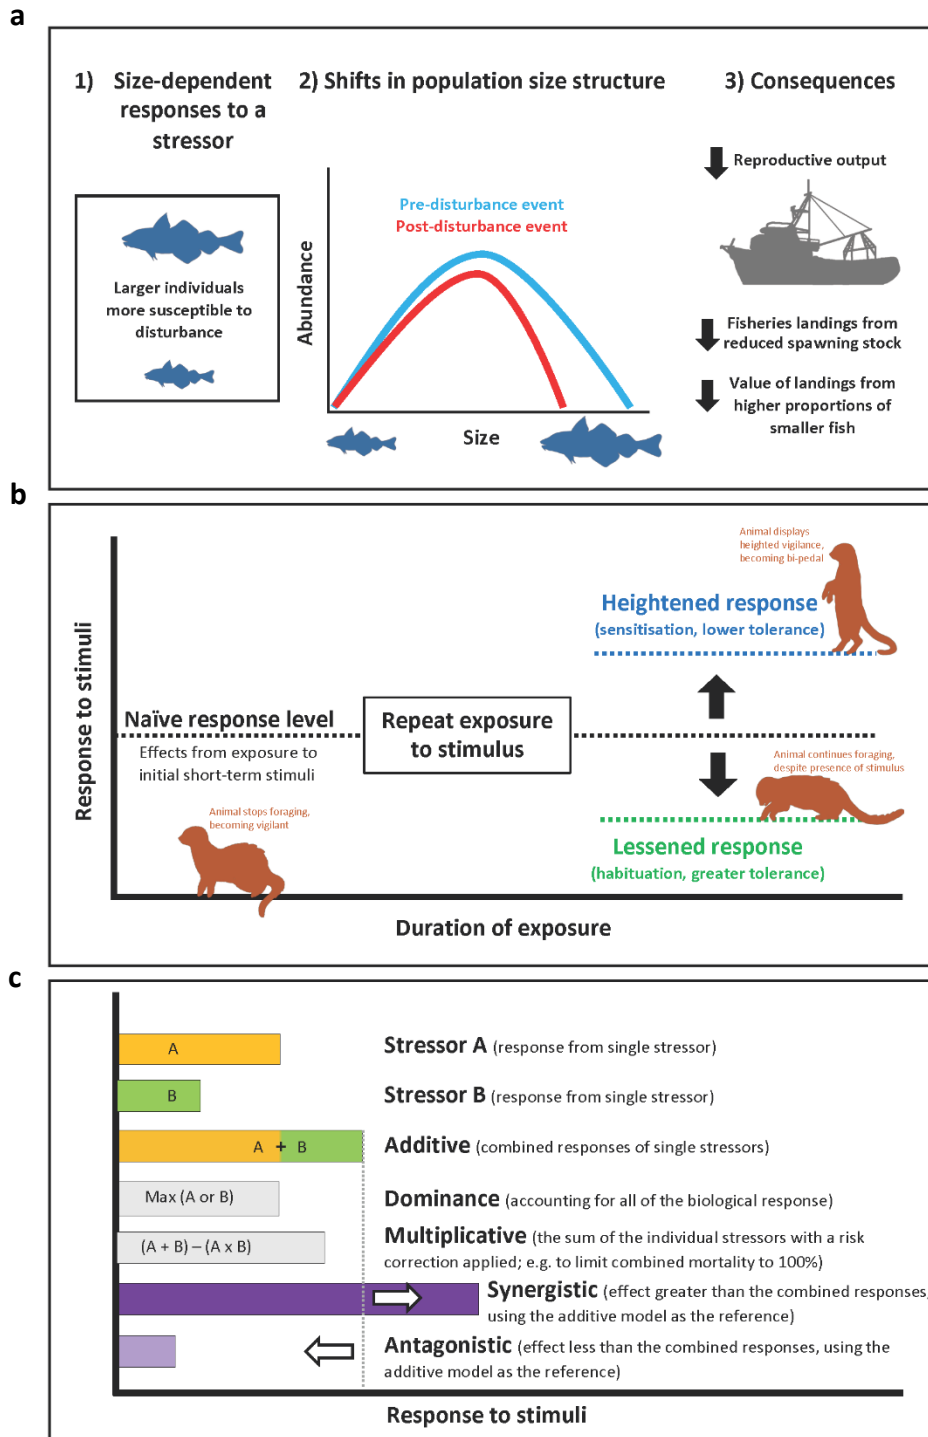 a
1) Size-dependent
responses to a
stressor
Larger individuals
more susceptible to
disturbance
2) Shifts in population size structure
Pre-disturbance event
Post-disturbance event
Abundance
Size
3) Consequences
Reproductive output
Fisheries landings from
reduced spawning stock
Value of landings from
higher proportions of
smaller fish
b
Response to stimuli
Naïve response level
Effects from exposure to
initial short-term stimuli
Animal stops foraging,
becoming vigilant
Repeat exposure
to stimulus
Animal displays
heighted vigilance,
becoming bi-pedal
Heightened response
(sensitisation, lower tolerance)
Animal continues foraging,
despite presence of stimulus
Lessened response
(habituation, greater tolerance)
Duration of exposure
c
A
Stressor A (response from single stressor)
B
Stressor B (response from single stressor)
A + B
Additive (combined responses of single stressors)
Max (A or B)
Dominance (accounting for all of the biological response)
(A + B) – (A x B)
Multiplicative (the sum of the individual stressors with a risk
correction applied; e.g. to limit combined mortality to 100%)
Synergistic (effect greater than the combined responses,
using the additive model as the reference)
Antagonistic (effect less than the combined responses, using the
additive model as the reference)
Response to stimuli